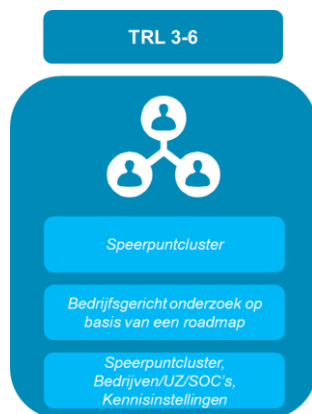 TRL 3-6
Speerpuntcluster
Bedrijfsgericht onderzoek op
basis van een roadmap
Speerpuntcluster,
Bedrijven/UZ/SOC's,
Kennisinstellingen